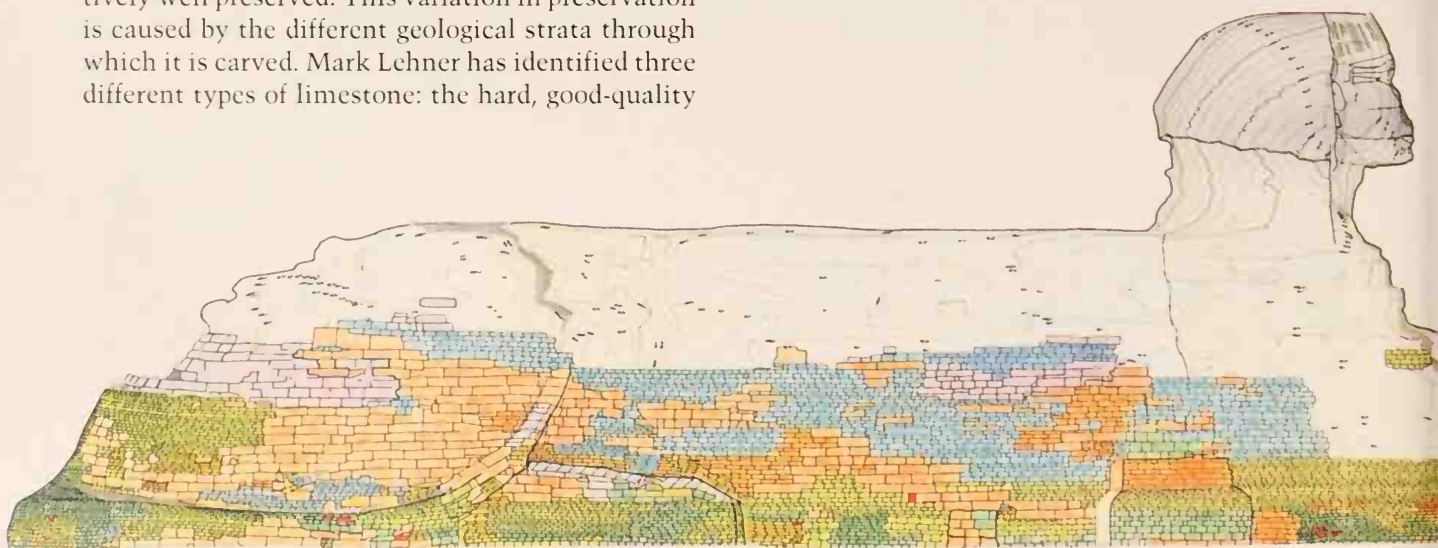 tively well preserved. This variation in preservation
is caused by the different geological strata through
which it is carved. Mark Lehner has identified three
different types of limestone: the hard, good-quality